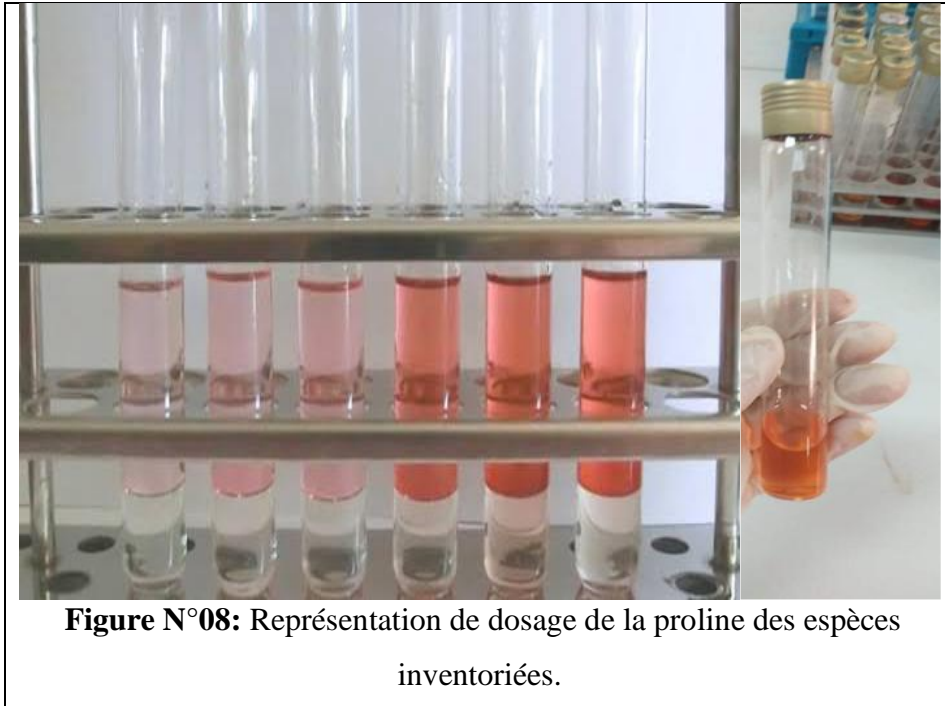 Figure N°08: Représentation de dosage de la proline des espèces
inventoriées.